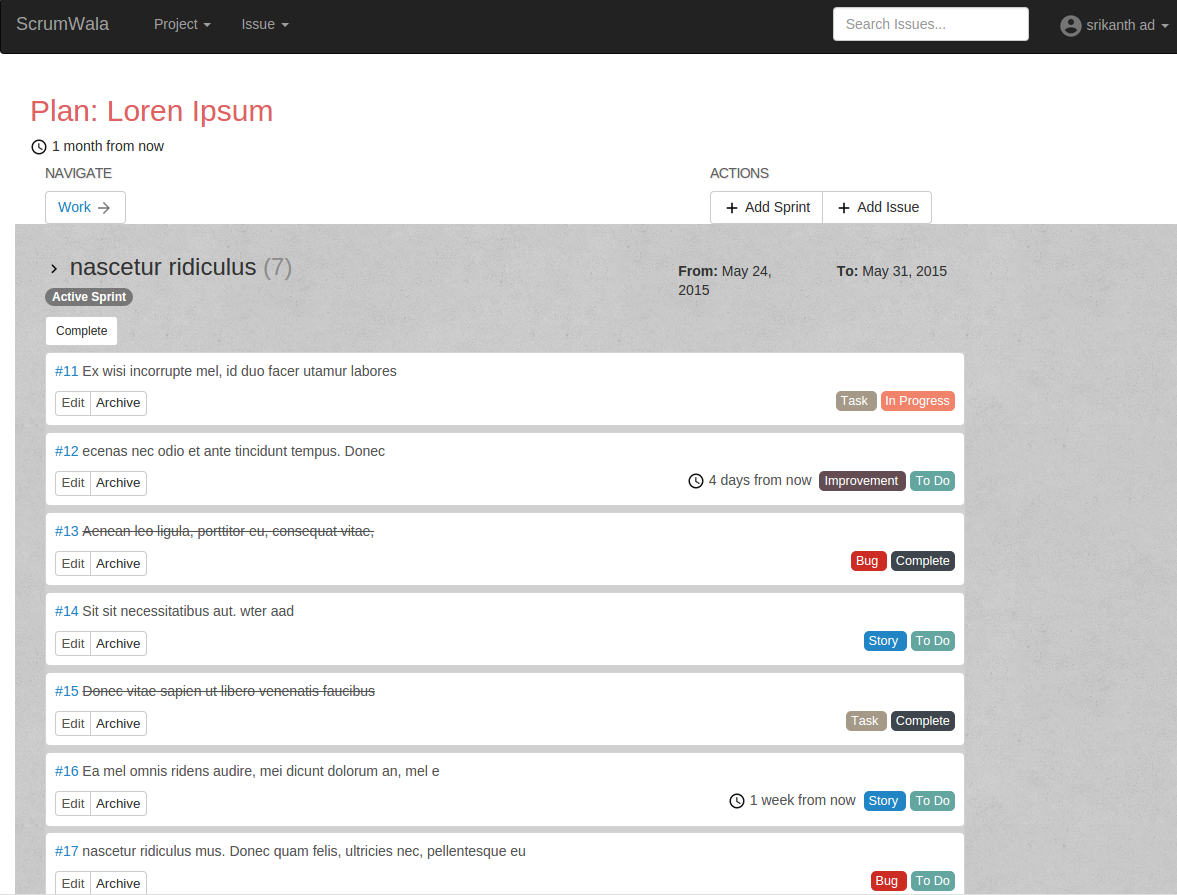 ScrumWala Project Issue Search Issues... srikanth ad
Plan: Loren Ipsum
1 month from now
NAVIGATE ACTIONS
Work Add Sprint Add Issue
nascetur ridiculus (7) From: May 24, 2015 To: May 31, 2015
Active Sprint
Complete
#11 Ex wisi incorrupte mel, id duo facer utamur labores
Edit Archive Task In Progress
#12 ecenas nec odio et ante tincidunt tempus. Donec
Edit Archive 4 days from now Improvement To Do
#13 Aenean leo ligula, porttitor eu, consequat vitae,
Edit Archive Bug Complete
#14 Sit sit necessitatibus aut. wter aad
Edit Archive Story To Do
#15 Donec vitae sapien ut libero venenatis faucibus
Edit Archive Task Complete
#16 Ea mel omnis ridens audire, mei dicunt dolorum an, mel e
Edit Archive 1 week from now Story To Do
#17 nascetur ridiculus mus. Donec quam felis, ultricies nec, pellentesque eu
Edit Archive Bug To Do